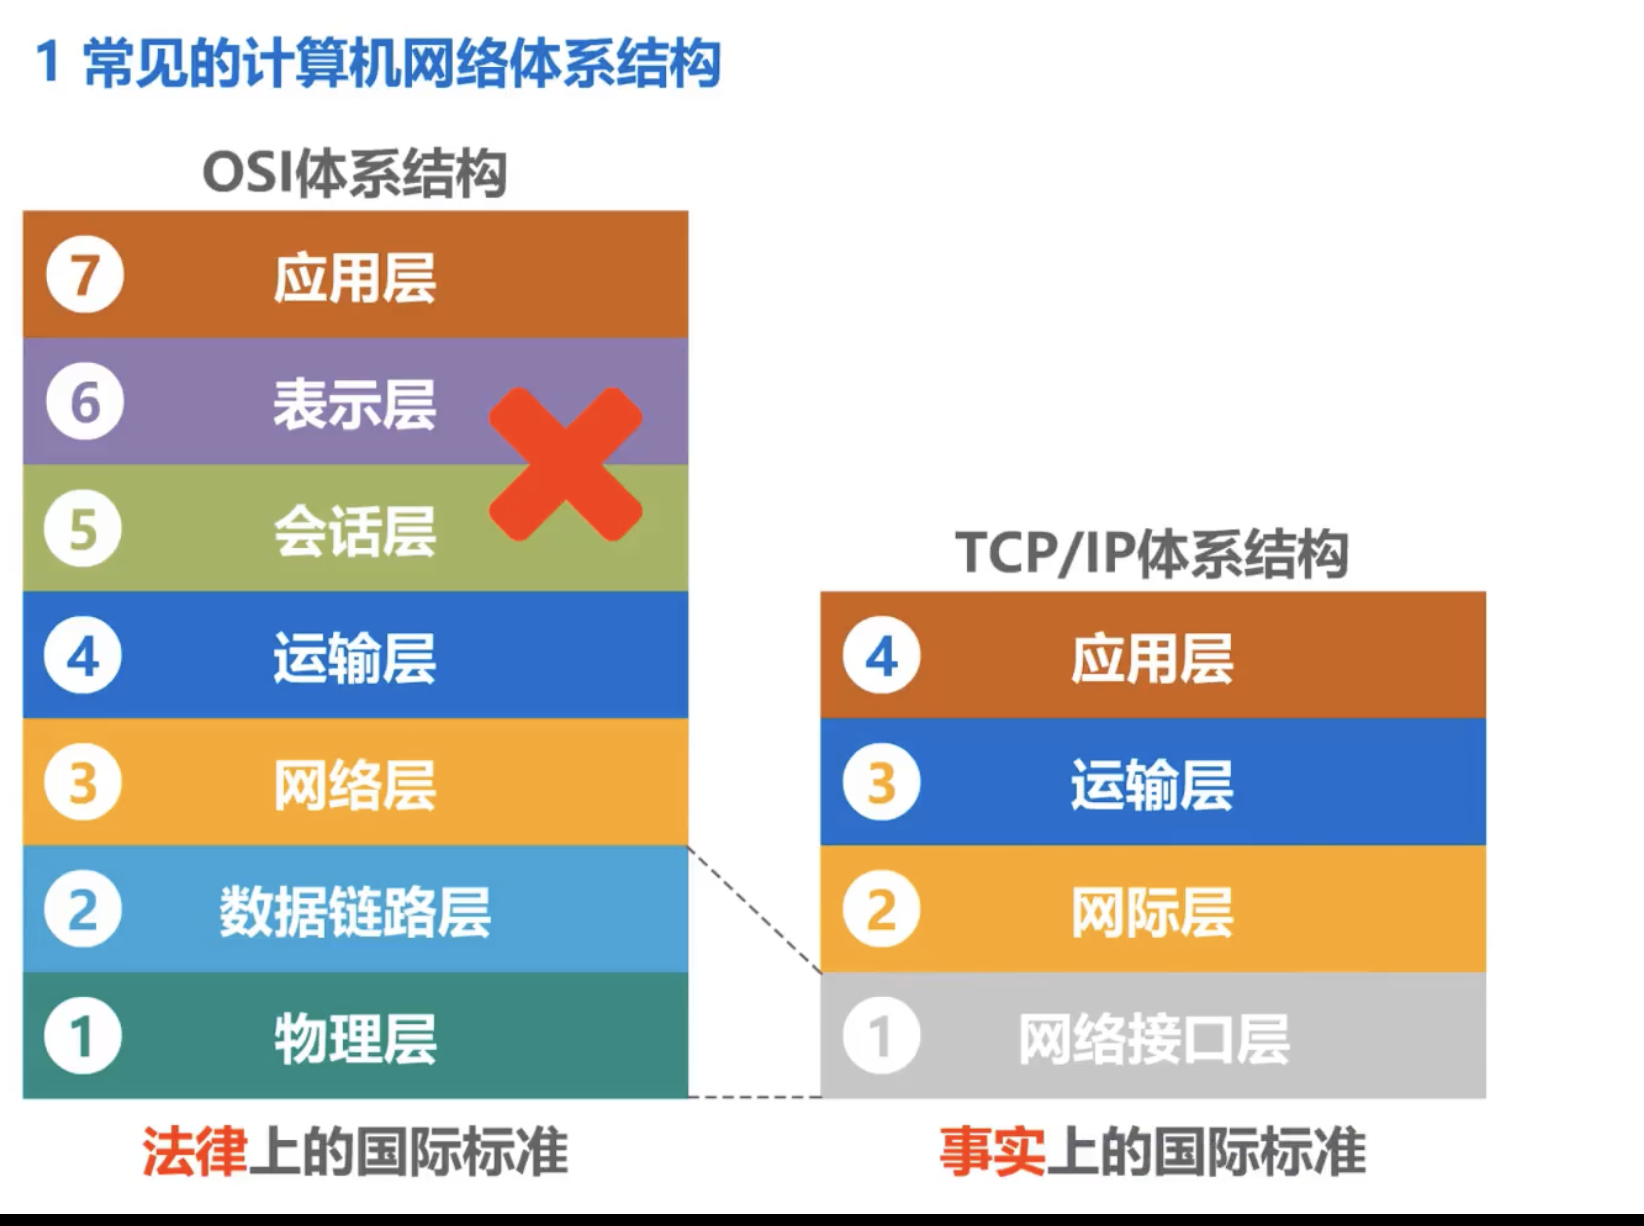 1 常见的计算机网络体系结构
OSI体系结构
7 应用层
6 表示层
5 会话层
4 运输层
3 网络层
2 数据链路层
1 物理层
法律上的国际标准
TCP/IP体系结构
4 应用层
3 运输层
2 网际层
1 网络接口层
事实上的国际标准